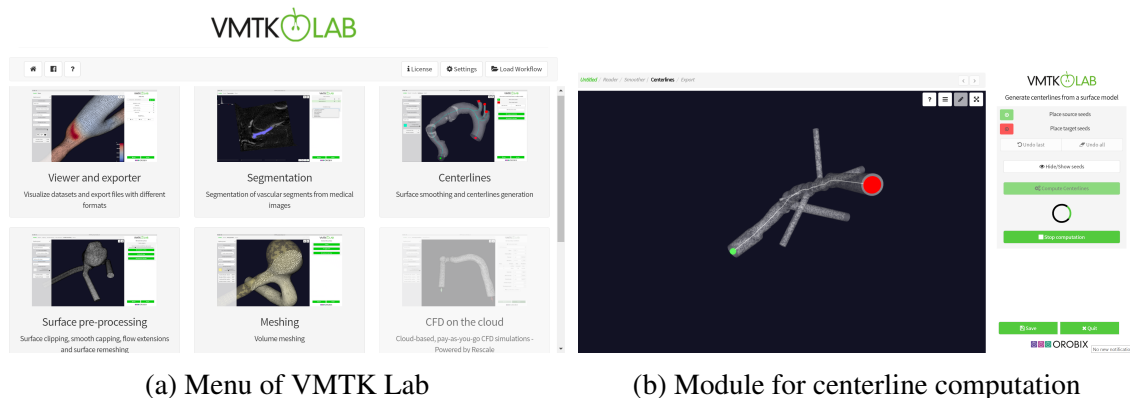 VMTK LAB
? i License Settings Load Workflow
Viewer and exporter
Visualize datasets and export files with different
formats
Segmentation
Segmentation of vascular segments from medical
images
Centerlines
Surface smoothing and centerlines generation
Surface pre-processing
Surface clipping, smooth capping, flow extensions
and surface remeshing
Meshing
Volume meshing
CFD on the cloud
Cloud-based, pay-as-you-go CFD simulations -
Powered by Rescale
(a) Menu of VMTK Lab
Untitled / Reader / Smoother / Centerlines / Export
?
VMTK LAB
Generate centerlines from a surface model
Place source seeds
Place target seeds
Undo last Undo all
Hide/Show seeds
Compute Centerlines
Stop computation
Save Quit
OROBIX
No new notificatio
(b) Module for centerline computation